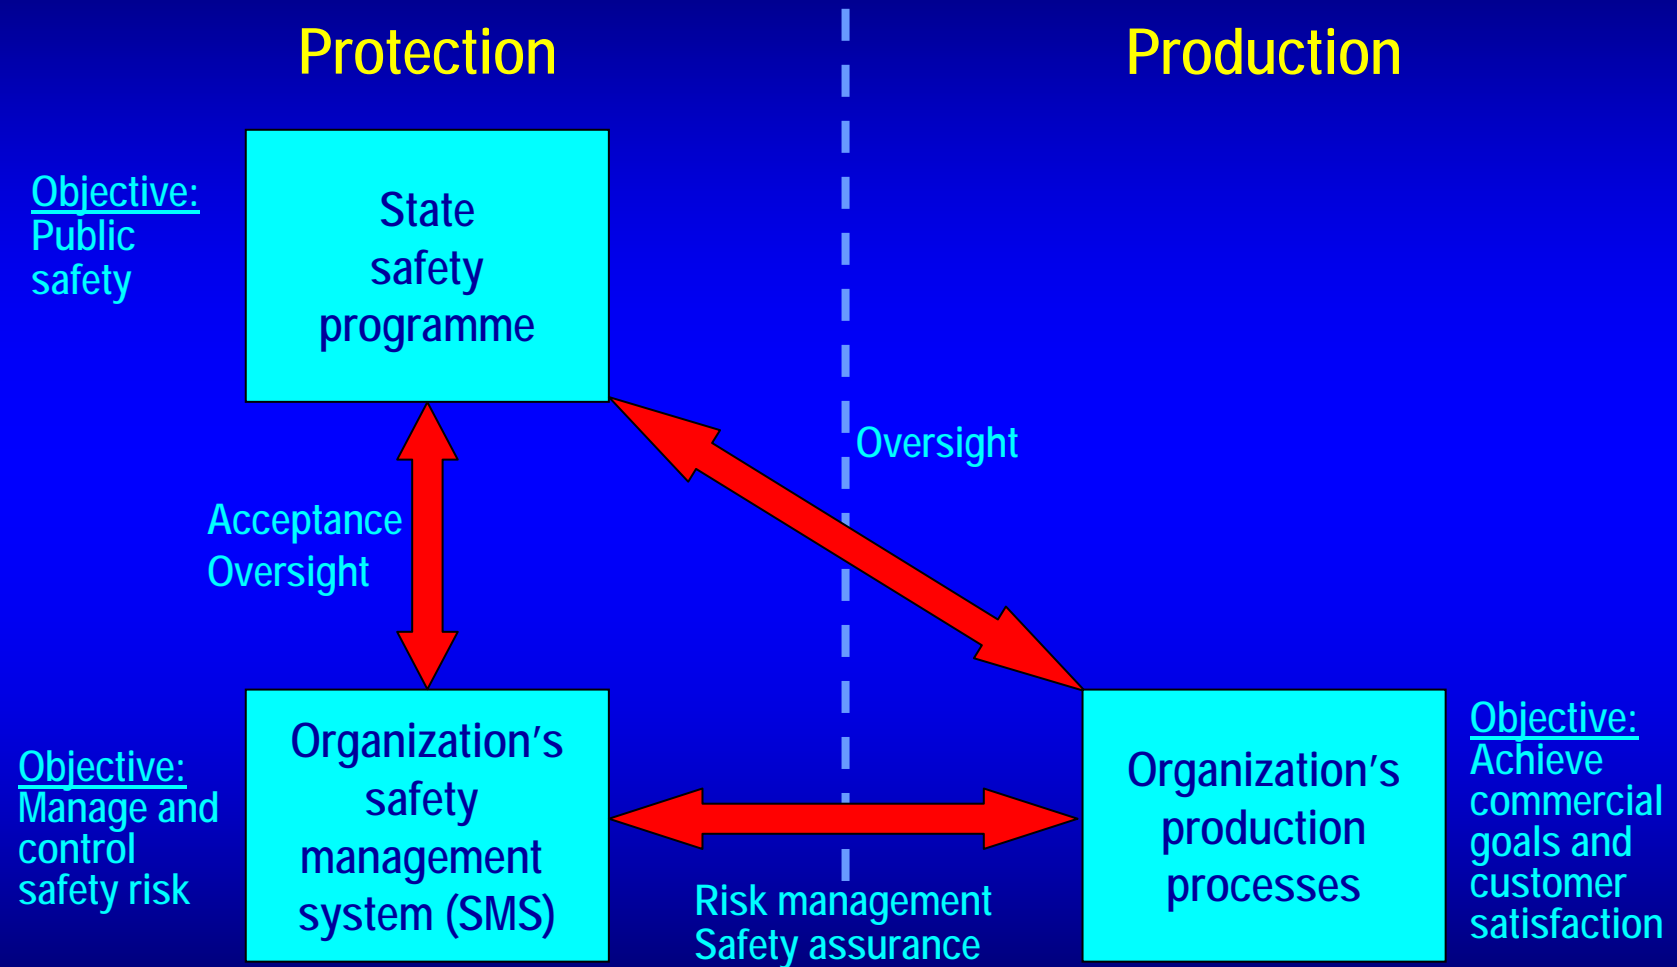 Protection
Production
Objective:
Public
safety
State
safety
programme
Oversight
Acceptance
Oversight
Objective:
Manage and
control
safety risk
Organization's
safety
management
system (SMS)
Risk management
Safety assurance
Organization's
production
processes
Objective:
Achieve
commercial
goals and
customer
satisfaction